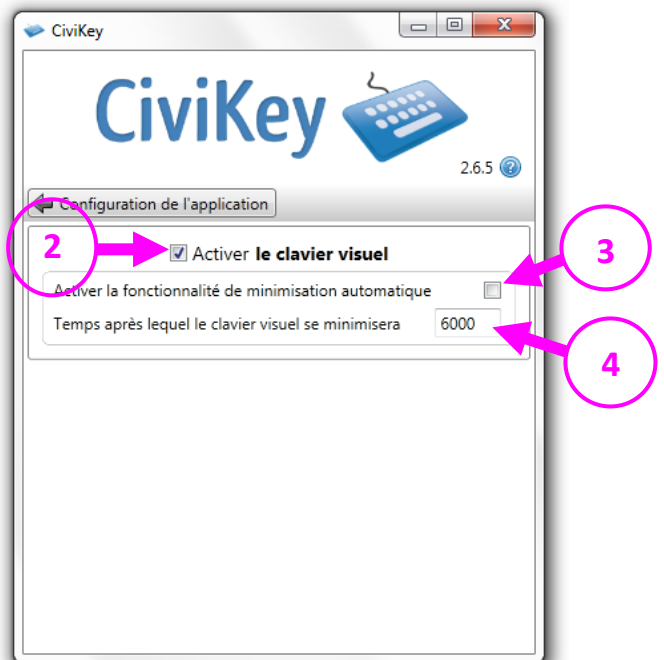 CiviKey
CiviKey
2.6.5
Configuration de l'application
2
Activer le clavier visuel
3
Activer la fonctionnalité de minimisation automatique
Temps après lequel le clavier visuel se minimisera 6000
4